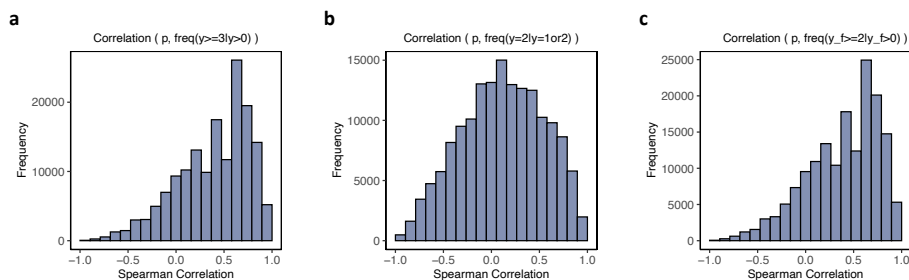 a
Correlation ( p, freq(y>=3|y>0) )
Frequency
20000
10000
0
-1.0
-0.5
0.0
0.5
1.0
Spearman Correlation
b
Correlation ( p, freq(y=2|y=1or2) )
Frequency
15000
10000
5000
0
-1.0
-0.5
0.0
0.5
1.0
Spearman Correlation
c
Correlation ( p, freq(y_f>=2|y_f>0) )
Frequency
25000
20000
15000
10000
5000
0
-1.0
-0.5
0.0
0.5
1.0
Spearman Correlation